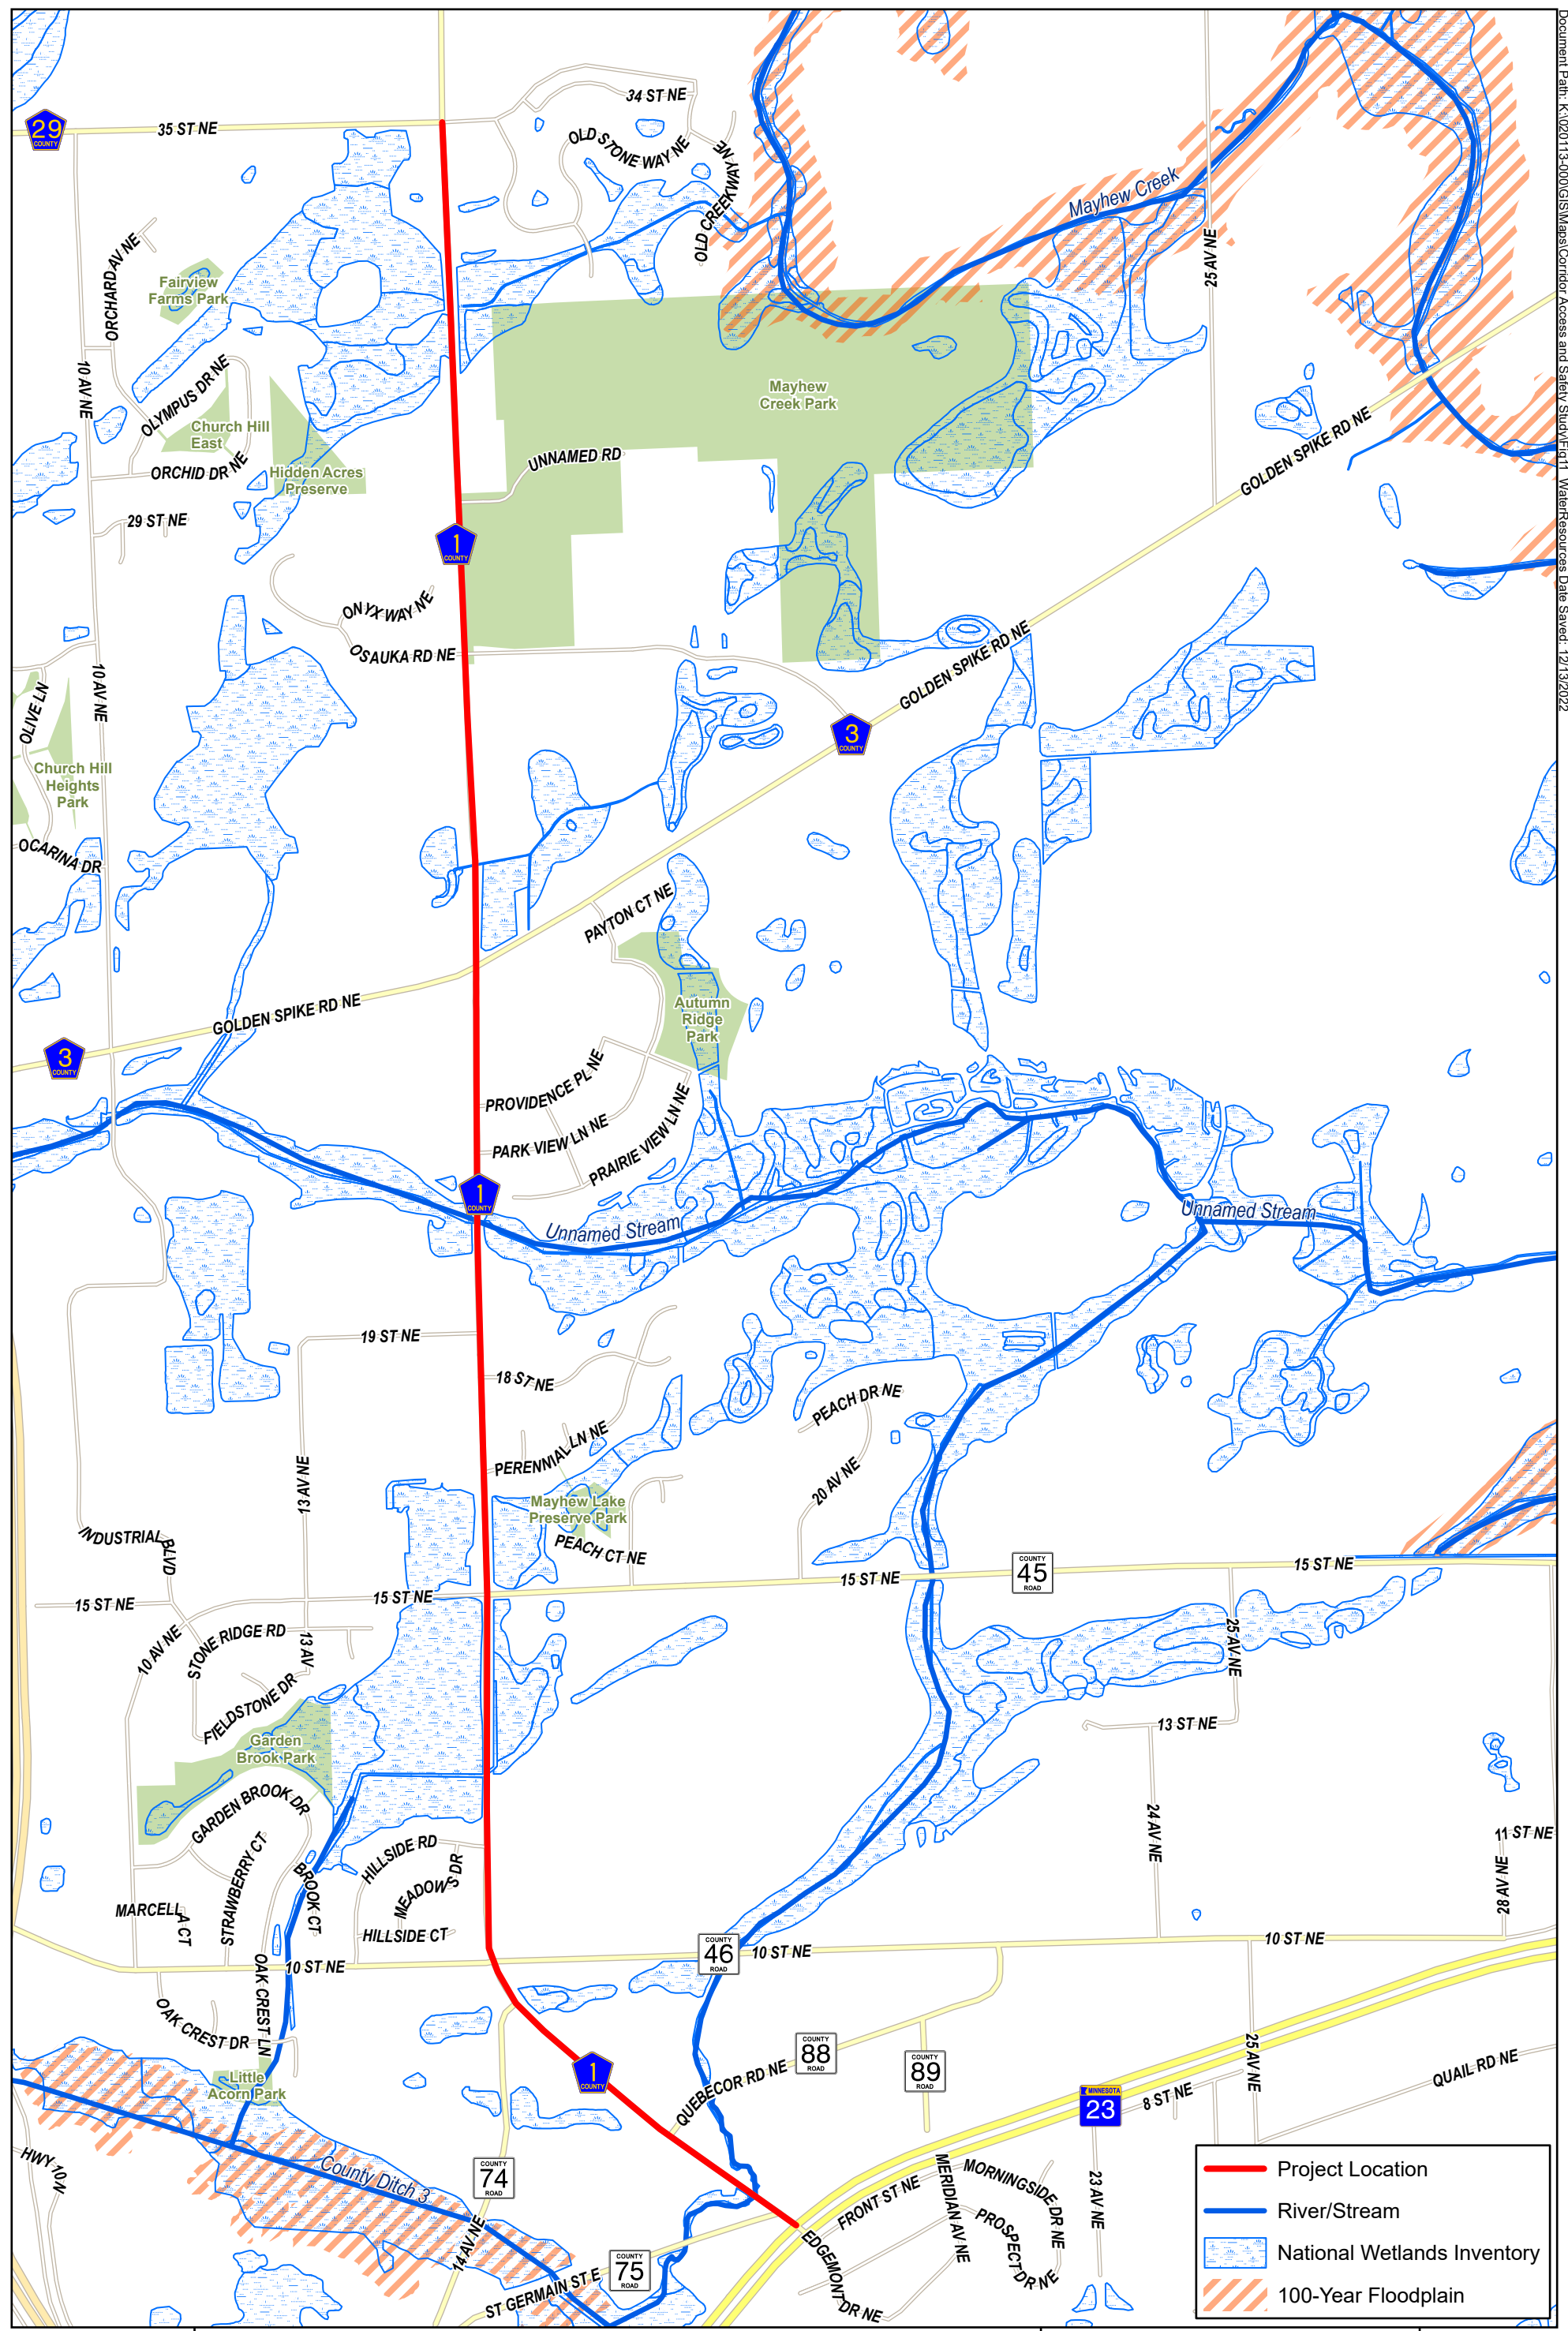 Document Path: K:\020113-000\GIS\Maps\Corridor Access and Safety Study\Fig11_WaterResources Date Saved: 12/13/2022
34 ST NE
29
COUNTY
35 ST NE
OLD STONE WAY NE
OLD CREEKWAY NE
Mayhew Creek
25 AV NE
ORCHARD AV NE
Fairview
Farms Park
10 AV NE
OLYMPUS DR NE
Mayhew
Creek Park
Church Hill
East
GOLDEN SPIKE RD NE
ORCHID DR NE
Hidden Acres
Preserve
UNNAMED RD
29 ST NE
1
COUNTY
ONYX WAY NE
OSAUKA RD NE
GOLDEN SPIKE RD NE
10 AV NE
OLIVE LN
3
COUNTY
Church Hill
Heights
Park
OCARINA DR
PAYTON CT NE
GOLDEN SPIKE RD NE
Autumn
Ridge
Park
3
COUNTY
PROVIDENCE PL NE
PARK VIEW LN NE
PRAIRIE VIEW LN NE
1
COUNTY
Unnamed Stream
Unnamed Stream
19 ST NE
18 ST NE
PEACH DR NE
PERENNIAL LN NE
13 AV NE
20 AV NE
Mayhew Lake
Preserve Park
PEACH CT NE
INDUSTRIAL BLVD
COUNTY
45
ROAD
15 ST NE
15 ST NE
15 ST NE
15 ST NE
10 AV NE
STONE RIDGE RD
13 AV
25 AV NE
FIELDSTONE DR
13 ST NE
Garden
Brook Park
GARDEN BROOK DR
24 AV NE
11 ST NE
STRAWBERRY CT
BROOK CT
HILLSIDE RD
MEADOWS DR
28 AV NE
MARCELLA CT
HILLSIDE CT
10 ST NE
COUNTY
46
ROAD
10 ST NE
10 ST NE
OAK CREST LN
OAK CREST DR
COUNTY
88
ROAD
COUNTY
89
ROAD
25 AV NE
QUAIL RD NE
1
COUNTY
Little
Acorn Park
QUEBECOR RD NE
MINNESOTA
23
8 ST NE
HWY 10 N
County Ditch 3
COUNTY
74
ROAD
14 AV NE
MERIDIAN AV NE
MORNINGSIDE DR NE
FRONT ST NE
PROSPECT DR NE
23 AV NE
EDGEMONT DR NE
COUNTY
75
ROAD
ST GERMAIN ST E
Project Location
River/Stream
National Wetlands Inventory
100-Year Floodplain